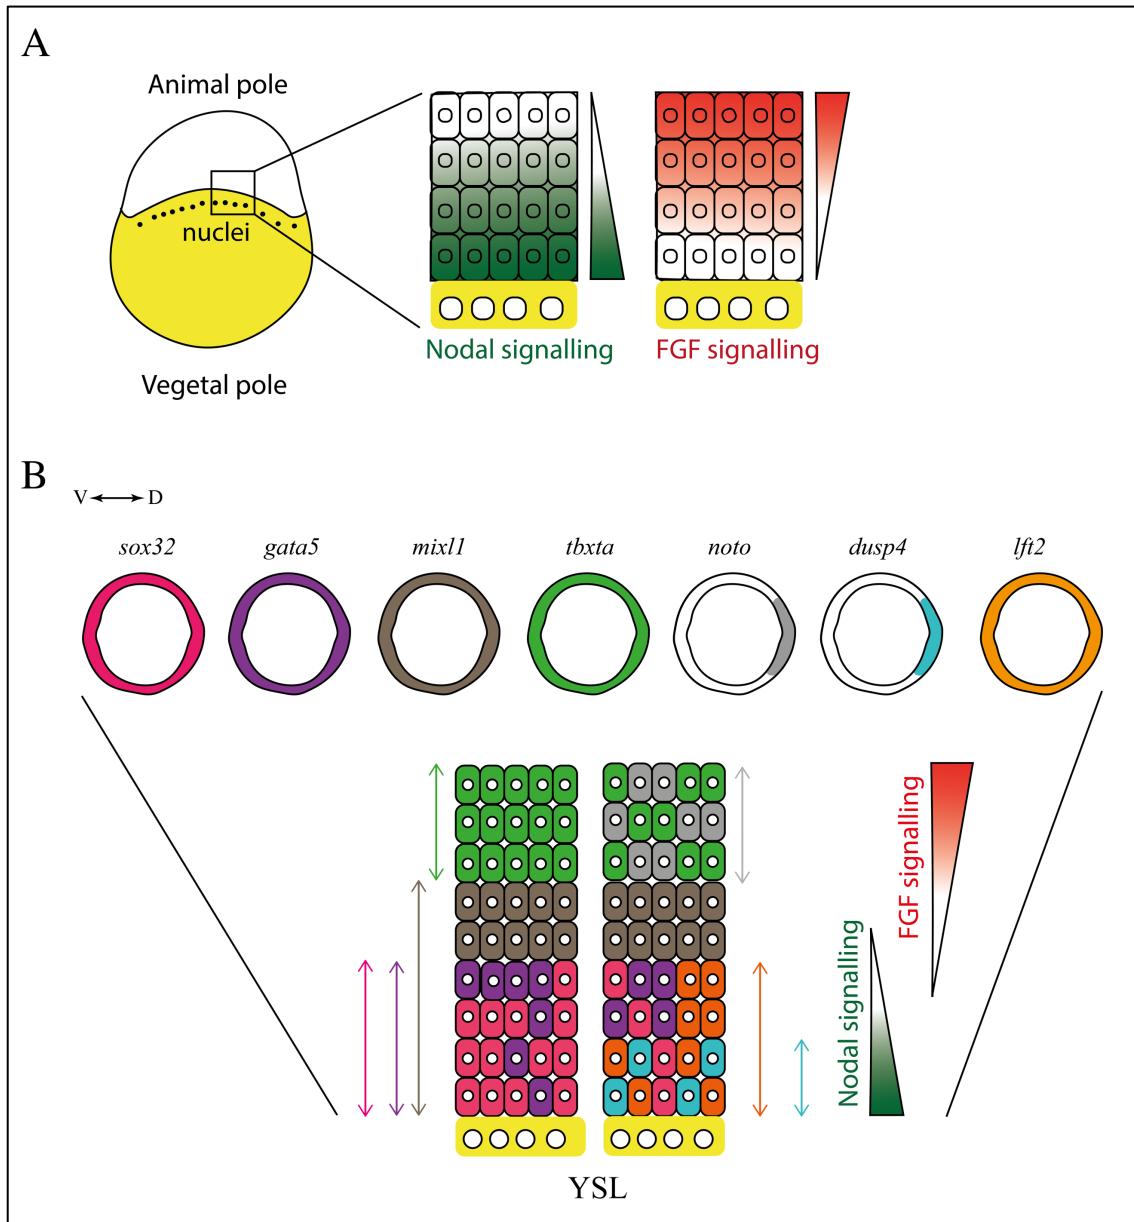 A
Animal pole
nuclei
Vegetal pole
Nodal signalling
FGF signalling
B
V D
sox32
gata5
mixl1
tbxta
noto
dusp4
lft2
FGF signalling
Nodal signalling
YSL